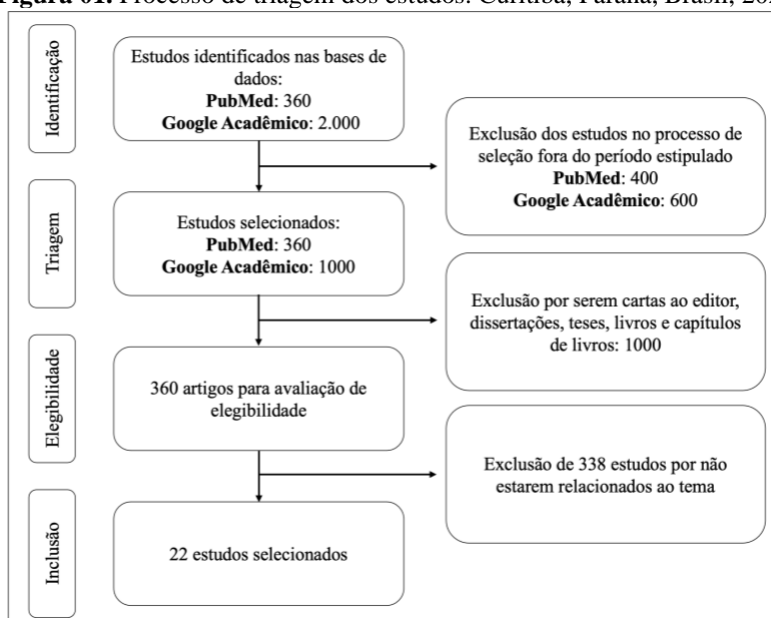 Figura 01. Processo de triagem dos estudos. Curitiba, Paraná, Brasil,
Identificação
Estudos identificados nas bases de
dados:
PubMed: 360
Google Acadêmico: 2.000
Exclusão dos estudos no processo de
seleção fora do período estipulado
PubMed: 400
Google Acadêmico: 600
Triagem
Estudos selecionados:
PubMed: 360
Google Acadêmico: 1000
Exclusão por serem cartas ao editor,
dissertações, teses, livros e capítulos
de livros: 1000
Elegibilidade
360 artigos para avaliação de
elegibilidade
Exclusão de 338 estudos por não
estarem relacionados ao tema
Inclusão
22 estudos selecionados